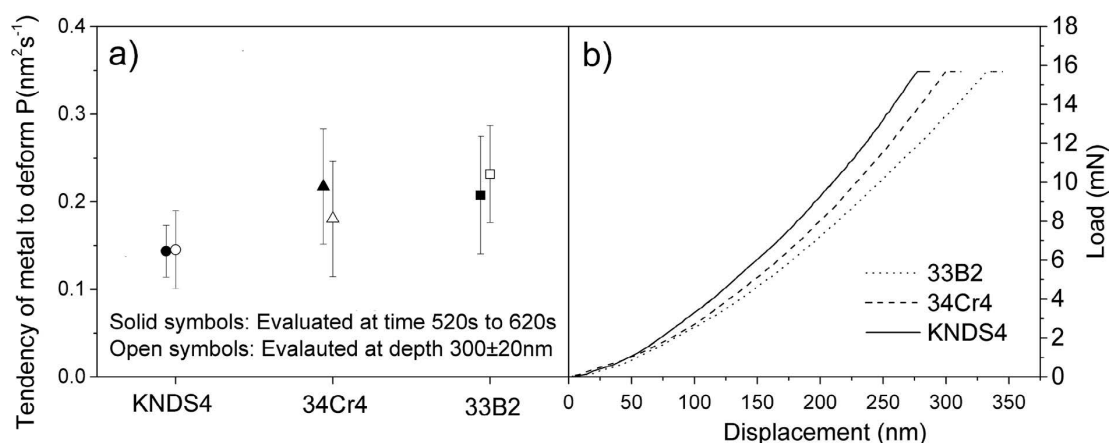 Tendency of metal to deform P(nm²s⁻¹)
0.4
0.3
0.2
0.1
0.0
a)
Solid symbols: Evaluated at time 520s to 620s
Open symbols: Evalauted at depth 300±20nm
KNDS4 34Cr4 33B2
b)
33B2
34Cr4
KNDS4
0 50 100 150 200 250 300 350
Displacement (nm)
18
16
14
12
10
8
6
4
2
0
Load (mN)